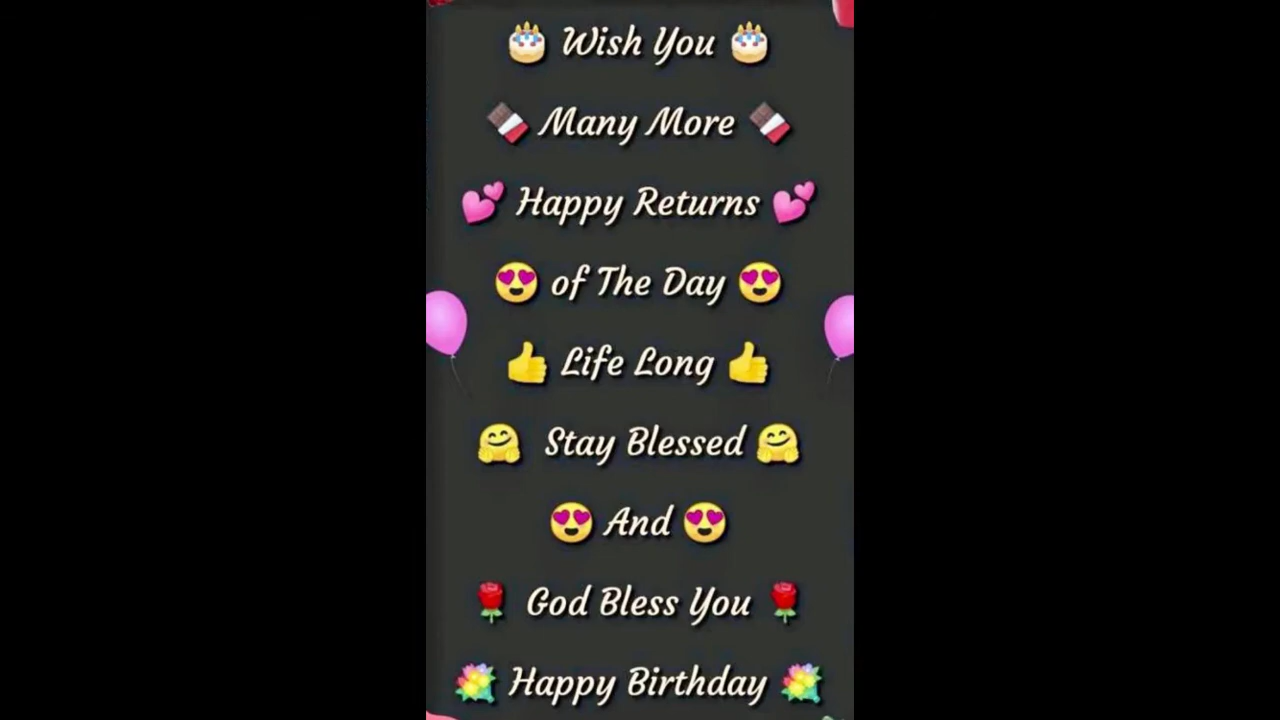 🎂 Wish You 🎂
🍫 Many More 🍫
💕 Happy Returns 💕
😍 of The Day 😍
👍 Life Long 👍
🤗 Stay Blessed 🤗
😍 And 😍
🌹 God Bless You 🌹
💐 Happy Birthday 💐